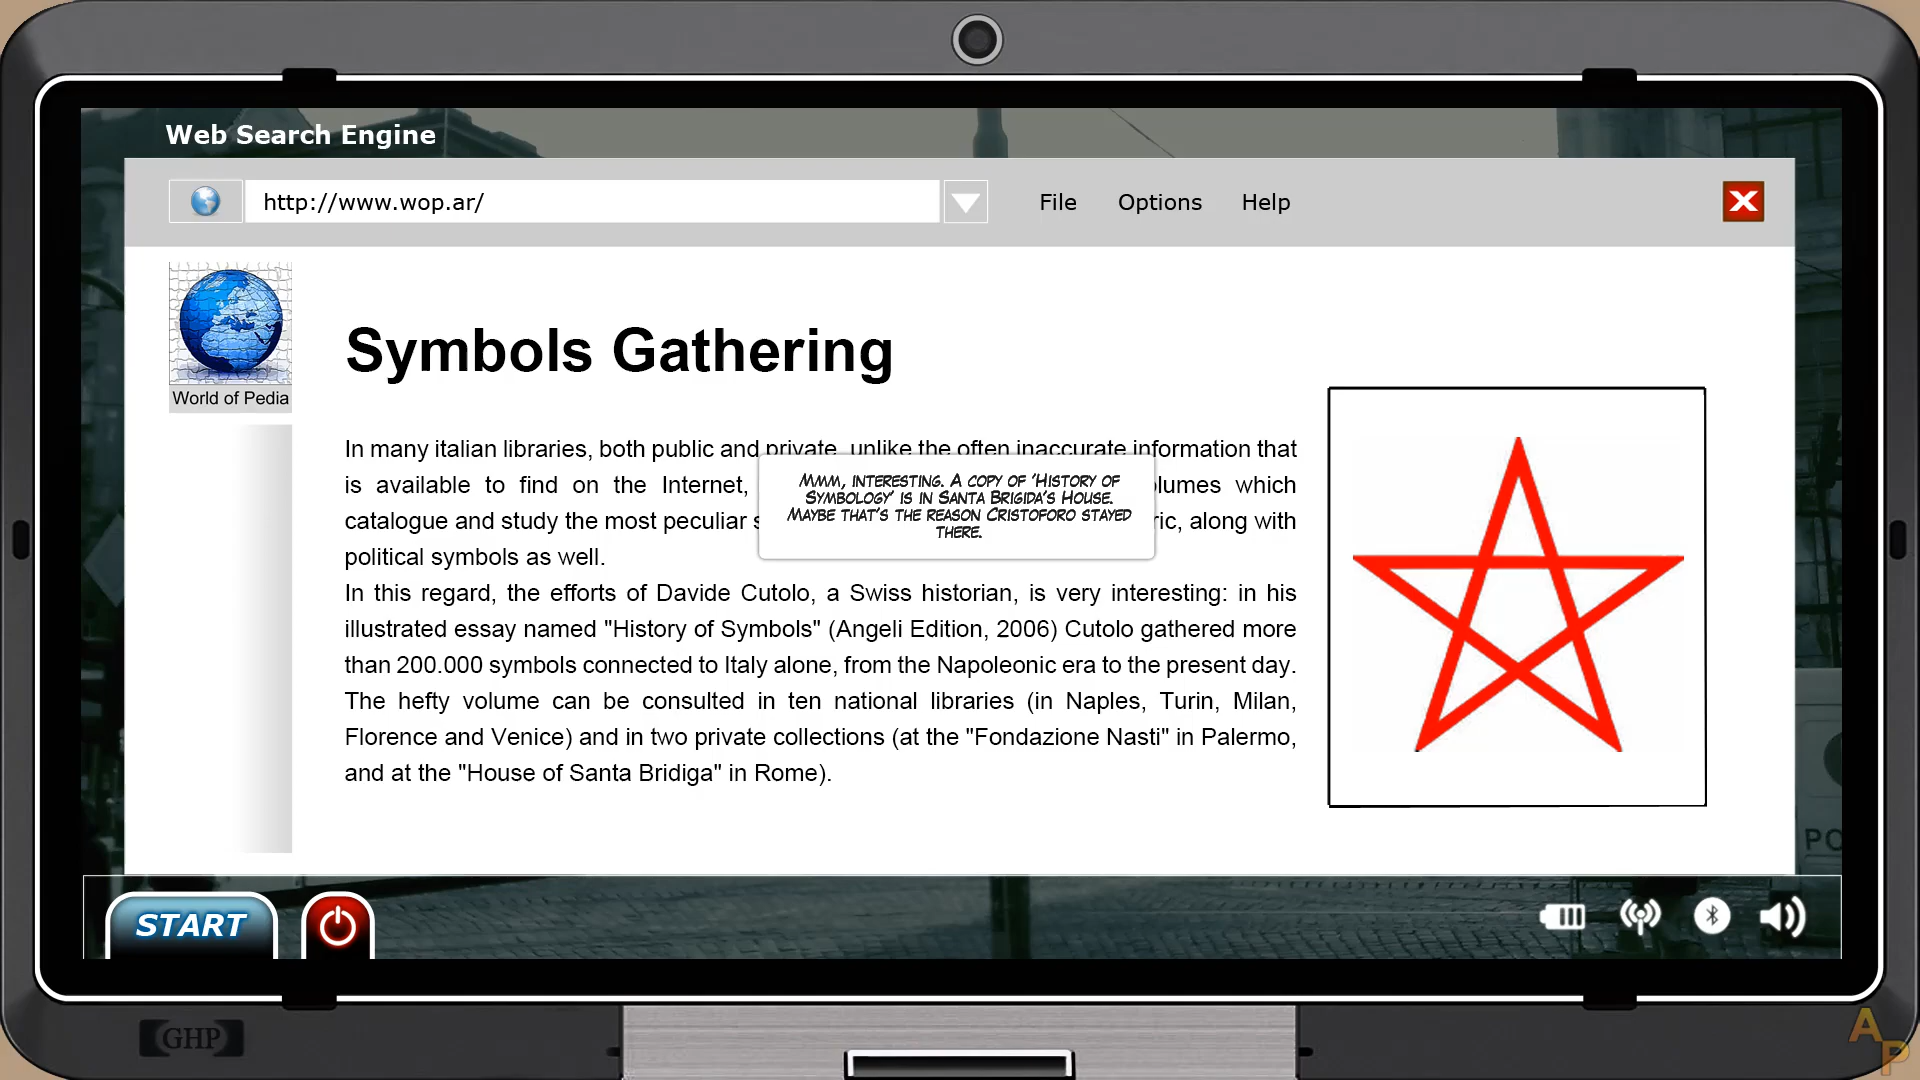 Web Search Engine
http://www.wop.ar/
File Options Help
World of Pedia
Symbols Gathering
In many italian libraries, both public and private, unlike the often inaccurate information that
is available to find on the Internet, lumes which
catalogue and study the most peculiar s ric, along with
political symbols as well.
In this regard, the efforts of Davide Cutolo, a Swiss historian, is very interesting: in his
illustrated essay named "History of Symbols" (Angeli Edition, 2006) Cutolo gathered more
than 200.000 symbols connected to Italy alone, from the Napoleonic era to the present day.
The hefty volume can be consulted in ten national libraries (in Naples, Turin, Milan,
Florence and Venice) and in two private collections (at the "Fondazione Nasti" in Palermo,
and at the "House of Santa Bridiga" in Rome).
Mmm, interesting. A copy of 'History of
Symbology' is in Santa Brigida's House.
Maybe that's the reason Cristoforo stayed
there.
PO
START
GHP
AP